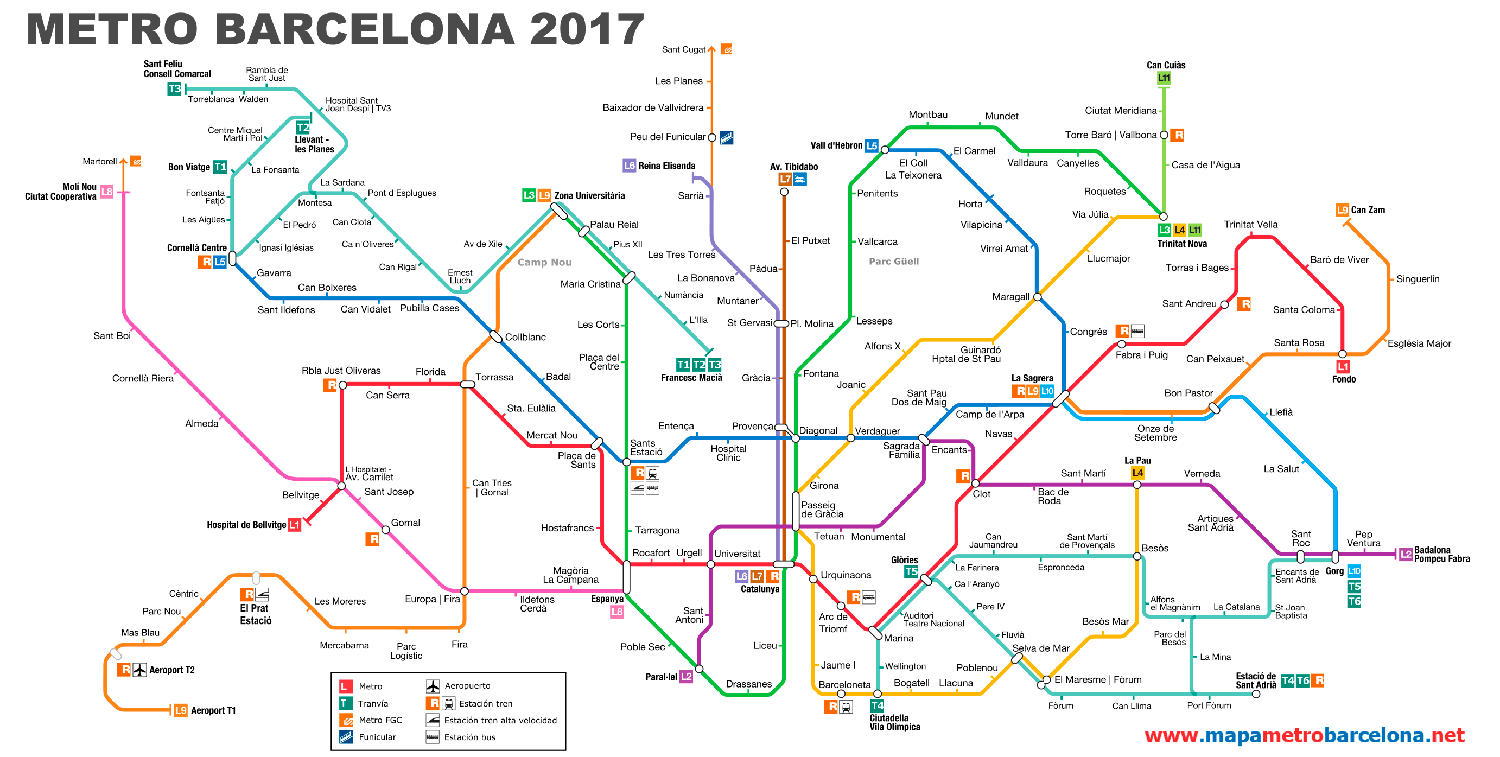 METRO BARCELONA 2017
Sant Cugat
Les Planes
Baixador de Vallvidrera
Peu del Funicular
L6 Reina Elisenda
Sarrià
Les Tres Torres
La Bonanova
Muntaner
Sant Feliu
Consell Comarcal
T3
Rambla de
Sant Just
Torreblanca
Walden
Hospital Sant
Joan Despí | TV3
Centre Miquel
Martí i Pol
T2
Llevant -
les Planes
Bon Viatge T1
La Fonsanta
Fontsanta
Fatjó
Les Aigües
La Sardana
Montesa
Pont d Esplugues
El Pedró
Can Clota
Ignasi Iglésias
Ca n'Oliveres
Can Rigal
Ernest
Lluch
Av de Xile
Cornellà Centre
R L5
Gavarra
Sant Ildefons
Can Boixeres
Can Vidalet
Pubilla Cases
Collblanc
Badal
Martorell
Molí Nou
Ciutat Cooperativa
L8
Sant Boi
Cornellà Riera
Almeda
L3 L9 Zona Universitària
Palau Reial
Pius XII
Camp Nou
Maria Cristina
Numància
L'Illa
T1 T2 T3
Francesc Macià
Les Corts
Plaça del
Centre
Av. Tibidabo
L7
El Putxet
Pàdua
St Gervasi
Pl. Molina
Gràcia
Provença
Vall d'Hebron L5
Montbau
Mundet
Valldaura
Canyelles
Roquetes
El Coll
La Teixonera
El Carmel
Penitents
Horta
Vilapicina
Vallcarca
Parc Güell
Virrei Amat
Lesseps
Fontana
Maragall
Llucmajor
Via Júlia
Can Cuiàs
L11
Ciutat Meridiana
Torre Baró | Vallbona
R
Casa de l'Aigua
L3 L4 L11
Trinitat Nova
Trinitat Vella
Torras i Bages
Baró de Viver
Sant Andreu
R
Santa Coloma
L9 Can Zam
Singuerlín
Església Major
Fondo
L1
Santa Rosa
Can Peixauet
Bon Pastor
Llefià
La Salut
Onze de
Setembre
Congrés
R
Fabra i Puig
La Sagrera
R L9 L10
Alfons X
Guinardó
Hptal de St Pau
Joanic
Sant Pau
Dos de Maig
Camp de l'Arpa
Navas
Rbla Just Oliveras
R
Florida
Can Serra
Torrassa
Sta. Eulàlia
Mercat Nou
Plaça de
Sants
Sants
Estació
R
Entença
Hospital
Clínic
Diagonal
Verdaguer
Sagrada
Família
Encants
R
Clot
Girona
Passeig
de Gràcia
Tetuan
Monumental
Bac de
Roda
Sant Martí
La Pau
L4
Verneda
Artigues
Sant Adrià
Sant
Roc
Pep
Ventura
L2
Badalona
Pompeu Fabra
Gorg L10
T5
T6
L'Hospitalet -
Av. Carrilet
Bellvitge
Hospital de Bellvitge L1
Sant Josep
Gornal
R
Can Tries
| Gornal
Hostafrancs
Tarragona
Rocafort
Urgell
Universitat
L6 L7 R
Catalunya
Magòria
La Campana
Espanya
L8
Ildefons
Cerdà
Europa | Fira
Urquinaona
R
Arc de
Triomf
Glòries
T5
Marina
Can
Jaumandreu
La Farinera
Sant Martí
de Provençals
Espronceda
Besòs
Ca l'Aranyo
Pere IV
Auditori
Teatre Nacional
Fluvià
Selva de Mar
Besòs Mar
Alfons
el Magnànim
La Catalana
Encants de
Sant Adrià
St Joan
Baptista
Parc del
Besòs
La Mina
Estació de
Sant Adrià
T4 T6 R
El Maresme | Fòrum
Fòrum
Can Llima
Port Fòrum
Poblenou
Wellington
Llacuna
Bogatell
Jaume I
Barceloneta
R
T4
Ciutadella
Vila Olímpica
Sant
Antoni
Poble Sec
Paral·lel L2
Liceu
Drassanes
Cèntric
Parc Nou
Mas Blau
R
El Prat
Estació
Les Moreres
Mercabarna
Parc
Logístic
Fira
R Aeroport T2
L9 Aeroport T1
L Metro
T Tranvía
Metro FGC
Funicular
Aeropuerto
R Estación tren
Estación tren alta velocidad
Estación bus
www.mapametrobarcelona.net